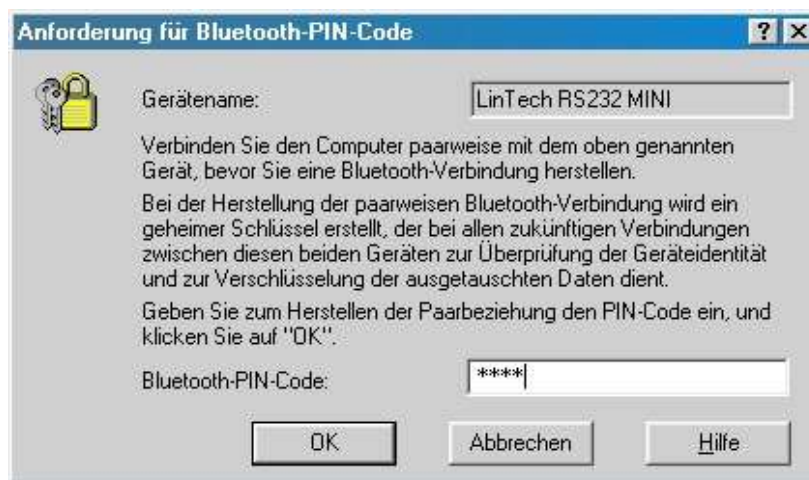 Anforderung für Bluetooth-PIN-Code
Gerätename: LinTech RS232 MINI
Verbinden Sie den Computer paarweise mit dem oben genannten
Gerät, bevor Sie eine Bluetooth-Verbindung herstellen.
Bei der Herstellung der paarweisen Bluetooth-Verbindung wird ein
geheimer Schlüssel erstellt, der bei allen zukünftigen Verbindungen
zwischen diesen beiden Geräten zur Überprüfung der Geräteidentität
und zur Verschlüsselung der ausgetauschten Daten dient.
Geben Sie zum Herstellen der Paarbeziehung den PIN-Code ein, und
klicken Sie auf "OK".
Bluetooth-PIN-Code: ****
OK Abbrechen Hilfe